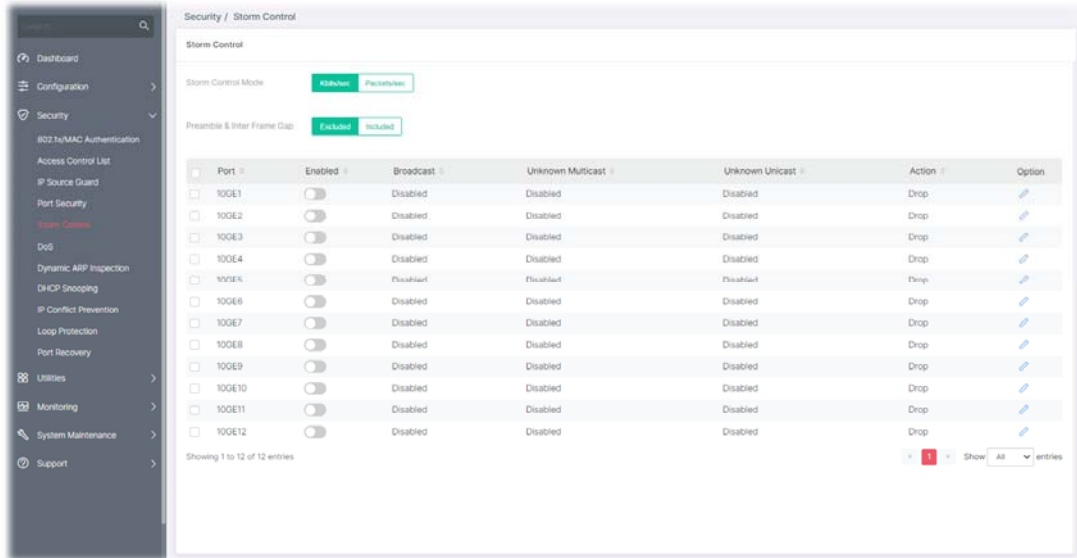 Security / Storm Control
Storm Control
Dashboard
Configuration
Security
802.1x/MAC Authentication
Access Control List
IP Source Guard
Port Security
Storm Control
DoS
Dynamic ARP Inspection
DHCP Snooping
IP Conflict Prevention
Loop Protection
Port Recovery
Utilities
Monitoring
System Maintenance
Support
Storm Control Mode Kbits/sec Packets/sec
Preamble & Inter Frame Gap Excluded Included
Port Enabled Broadcast Unknown Multicast Unknown Unicast Action Option
10GE1 Disabled Disabled Disabled Drop
10GE2 Disabled Disabled Disabled Drop
10GE3 Disabled Disabled Disabled Drop
10GE4 Disabled Disabled Disabled Drop
10GE5 Disabled Disabled Disabled Drop
10GE6 Disabled Disabled Disabled Drop
10GE7 Disabled Disabled Disabled Drop
10GE8 Disabled Disabled Disabled Drop
10GE9 Disabled Disabled Disabled Drop
10GE10 Disabled Disabled Disabled Drop
10GE11 Disabled Disabled Disabled Drop
10GE12 Disabled Disabled Disabled Drop
Showing 1 to 12 of 12 entries 1 Show All entries